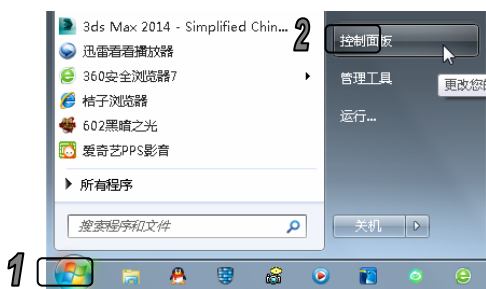 3ds Max 2014 - Simplified Chin...
迅雷看看播放器
360安全浏览器7
桔子浏览器
602黑暗之光
爱奇艺PPS影音
所有程序
搜索程序和文件
2
控制面板
管理工具
更改您的
运行...
关机
1